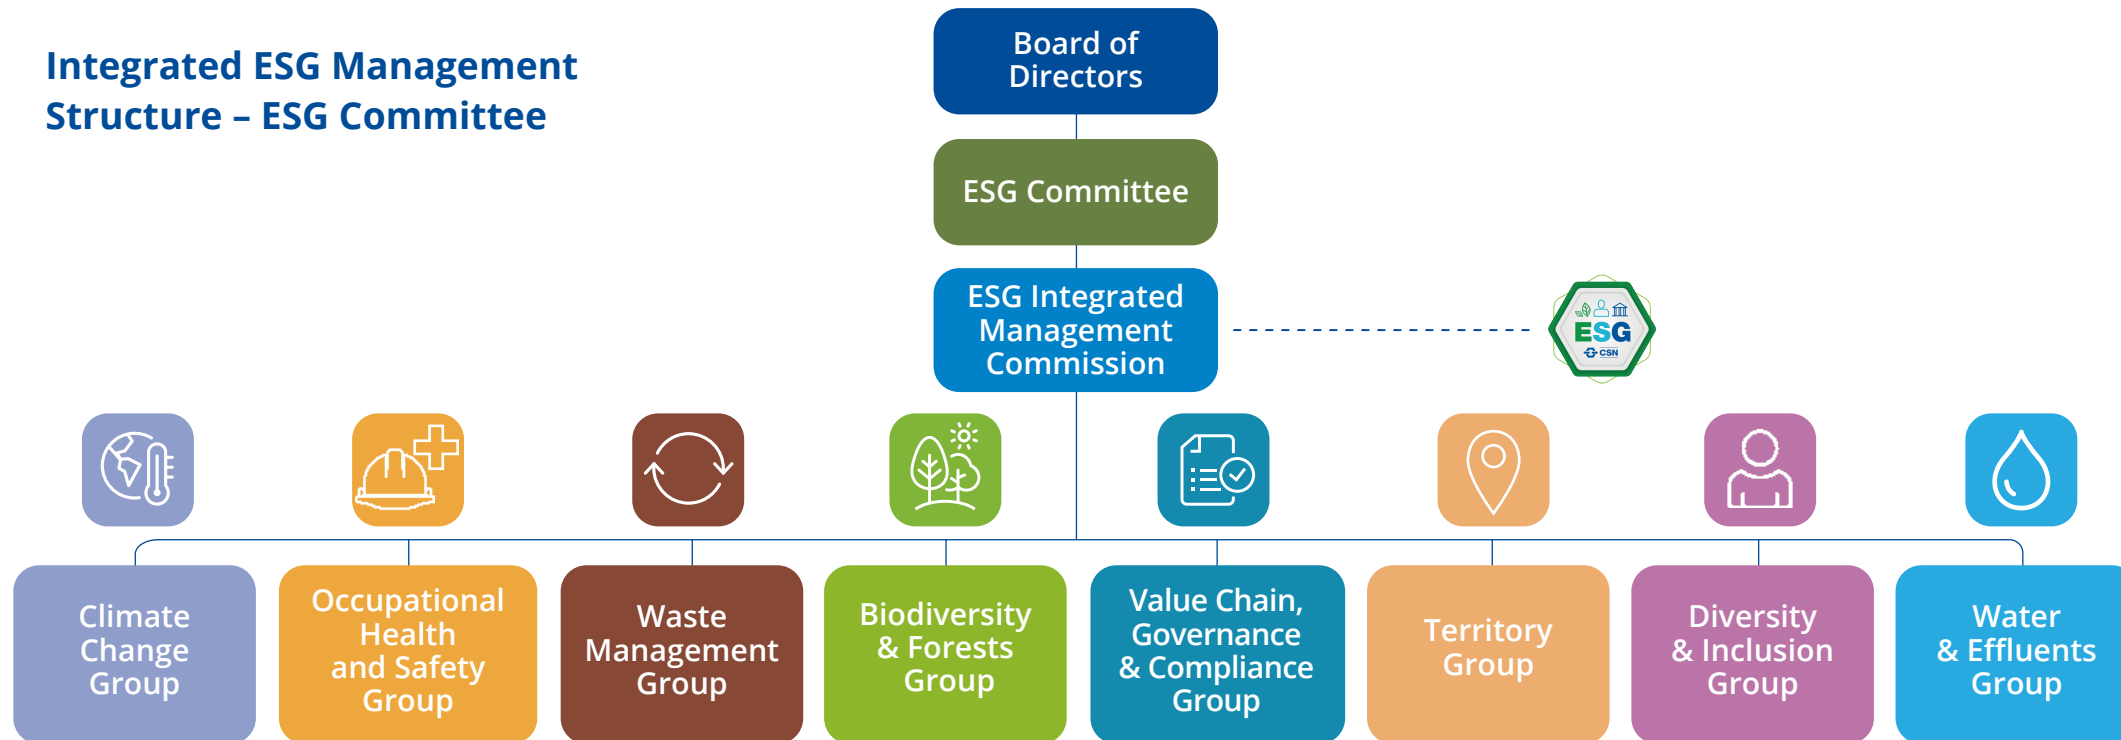 Integrated ESG Management
Structure – ESG Committee
Board of
Directors
ESG Committee
ESG Integrated
Management
Commission
ESG
CSN
Climate
Change
Group
Occupational
Health
and Safety
Group
Waste
Management
Group
Biodiversity
& Forests
Group
Value Chain,
Governance
& Compliance
Group
Territory
Group
Diversity
& Inclusion
Group
Water
& Effluents
Group